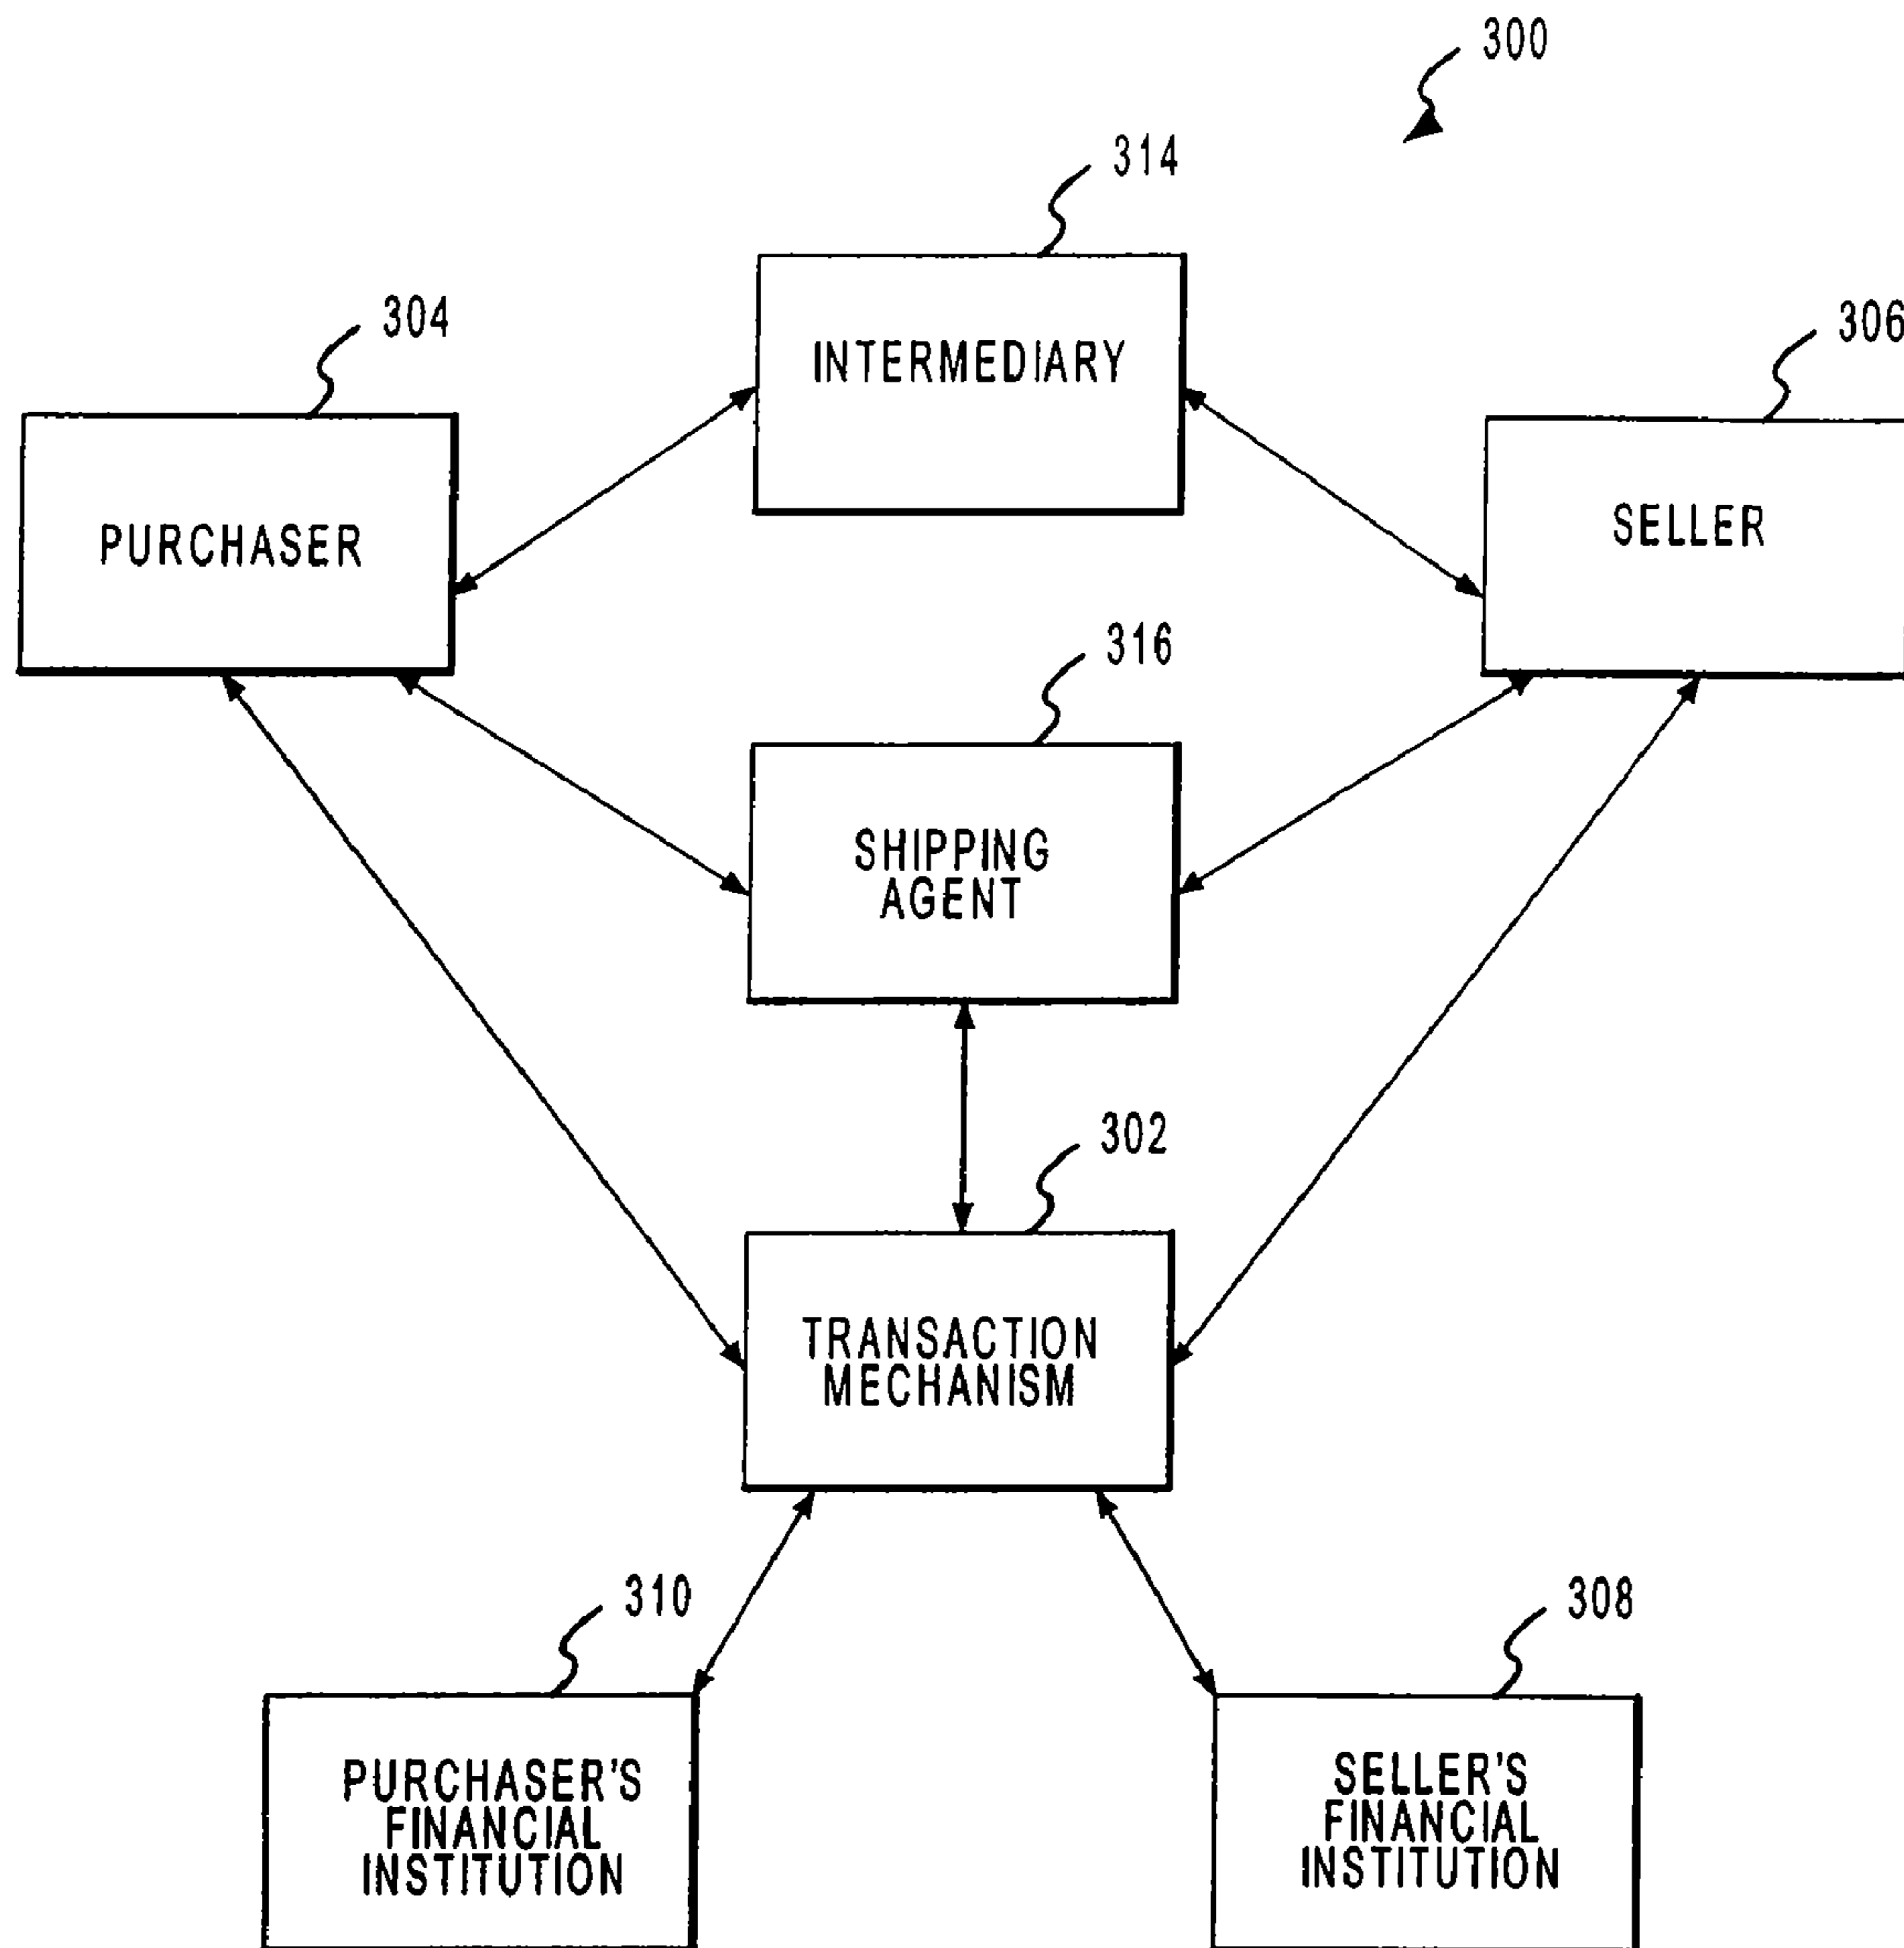 300
314
INTERMEDIARY
304
PURCHASER
306
SELLER
316
SHIPPING
AGENT
302
TRANSACTION
MECHANISM
310
PURCHASER'S
FINANCIAL
INSTITUTION
308
SELLER'S
FINANCIAL
INSTITUTION